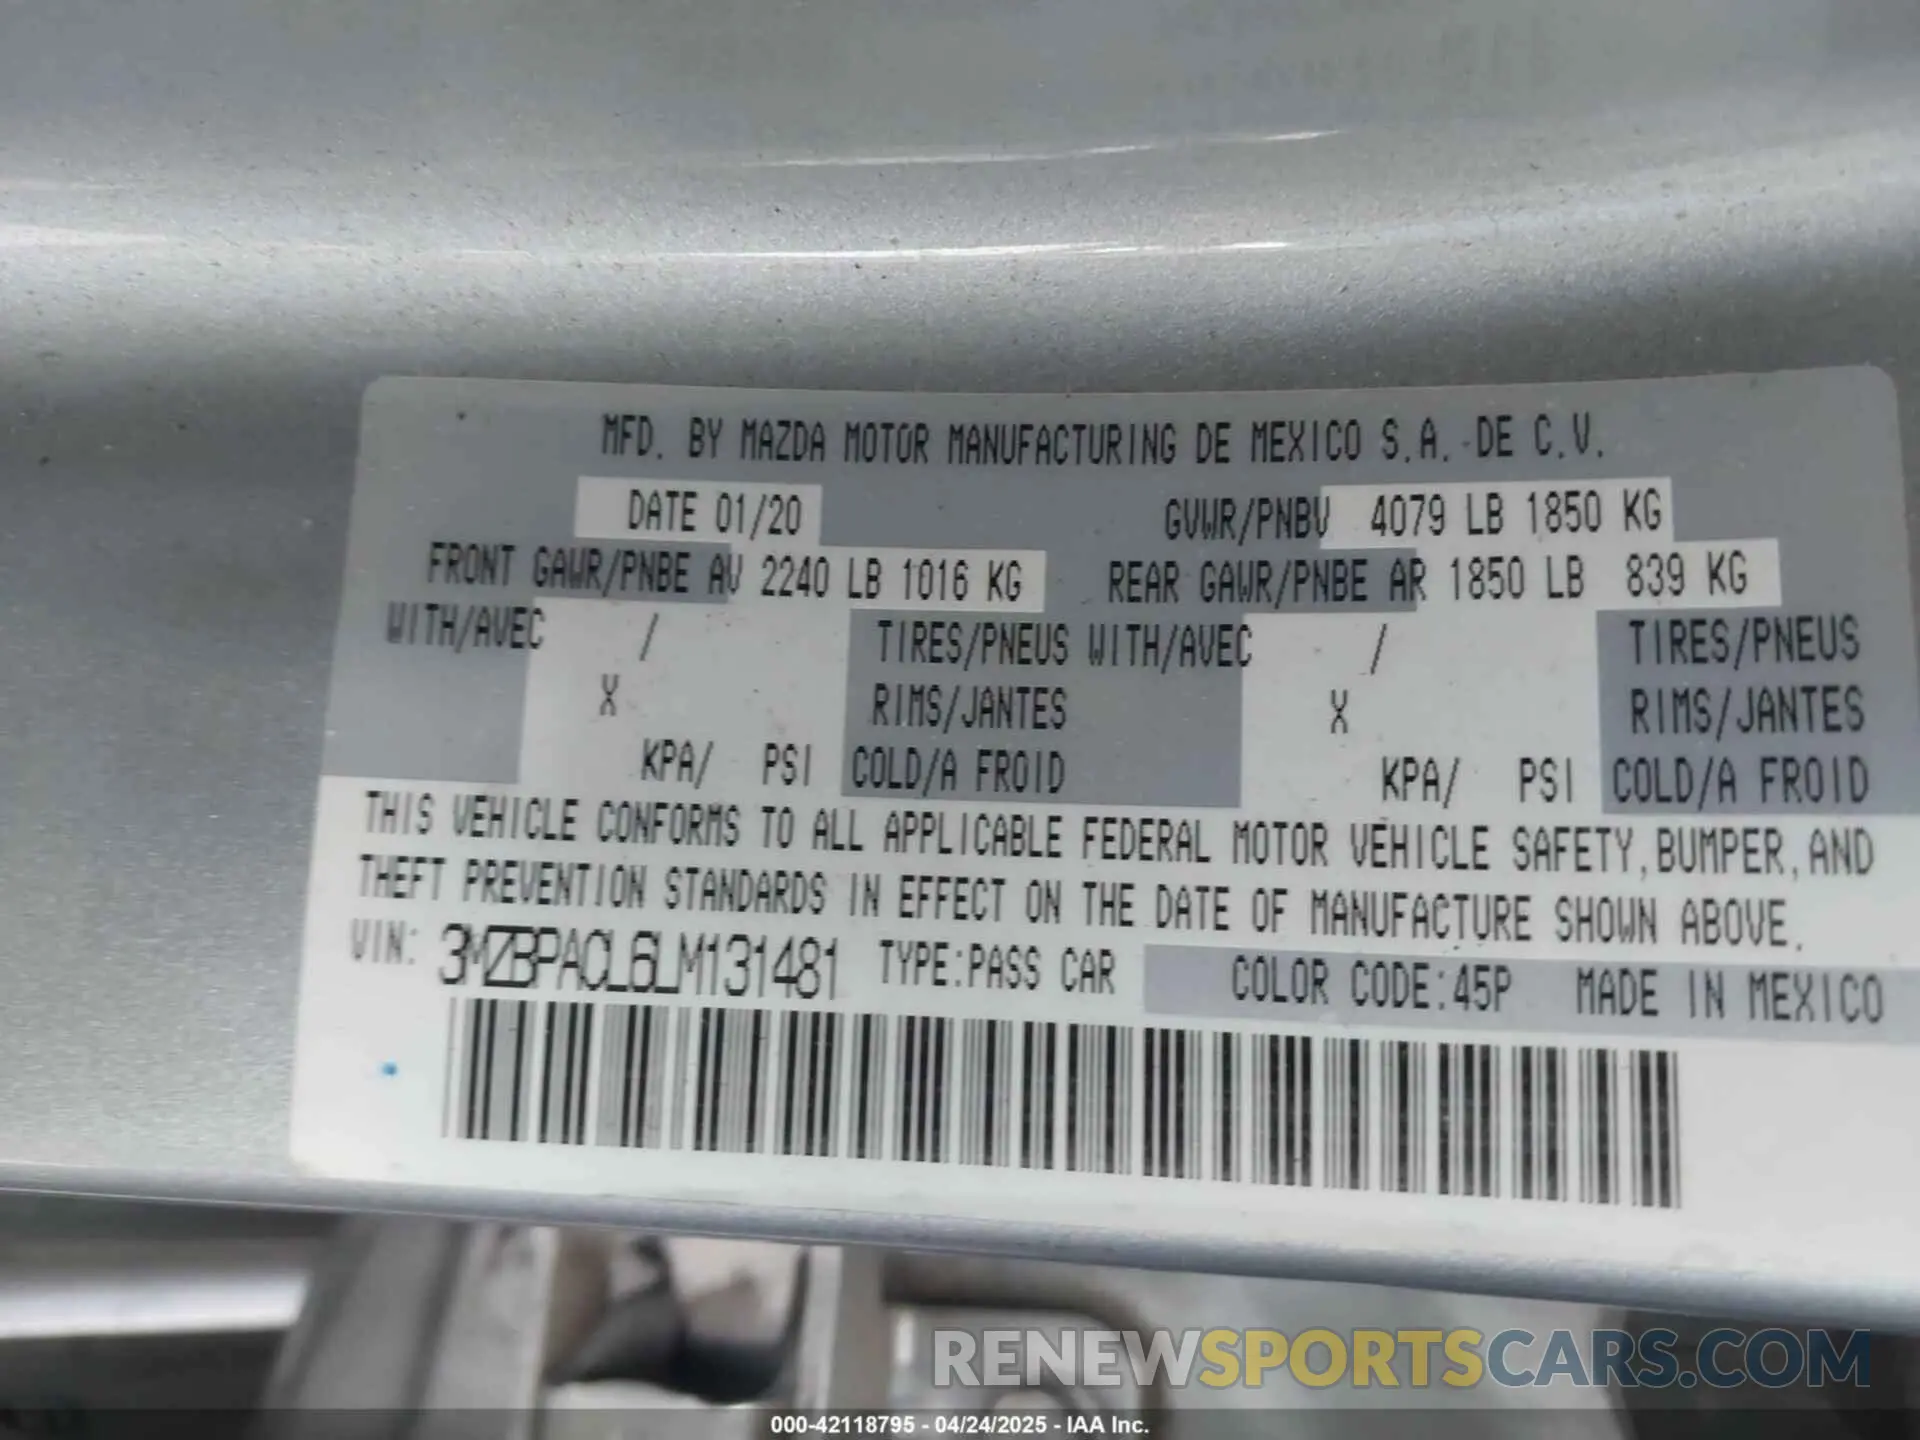 MFD. BY MAZDA MOTOR MANUFACTURING DE MEXICO S.A. DE C.V.
DATE 01/20 GVWR/PNBV 4079 LB 1850 KG
FRONT GAWR/PNBE AV 2240 LB 1016 KG REAR GAWR/PNBE AR 1850 LB 839 KG
WITH/AVEC / TIRES/PNEUS WITH/AVEC / TIRES/PNEUS
X RIMS/JANTES X RIMS/JANTES
KPA/ PSI COLD/A FROID KPA/ PSI COLD/A FROID
THIS VEHICLE CONFORMS TO ALL APPLICABLE FEDERAL MOTOR VEHICLE SAFETY, BUMPER, AND
THEFT PREVENTION STANDARDS IN EFFECT ON THE DATE OF MANUFACTURE SHOWN ABOVE.
VIN: 3MZBPACL6LM131481 TYPE:PASS CAR COLOR CODE:45P MADE IN MEXICO
RENEWSPORTSCARS.COM
000-42118795 - 04/24/2025 - IAA Inc.